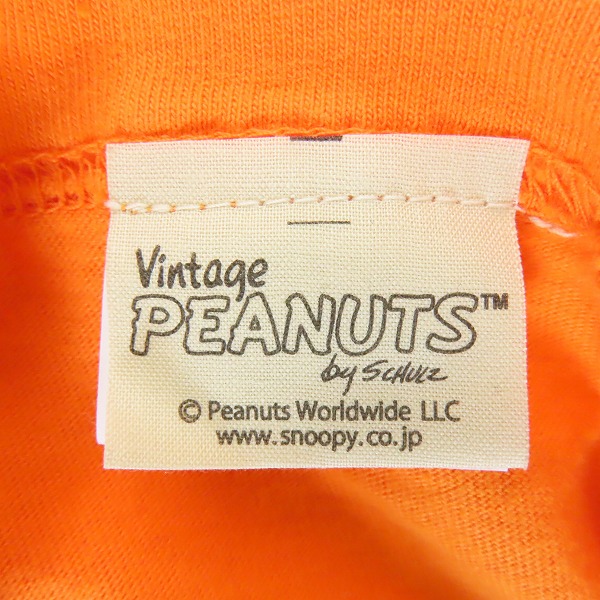 Vintage
PEANUTS™
by SCHULZ
© Peanuts Worldwide LLC
www.snoopy.co.jp